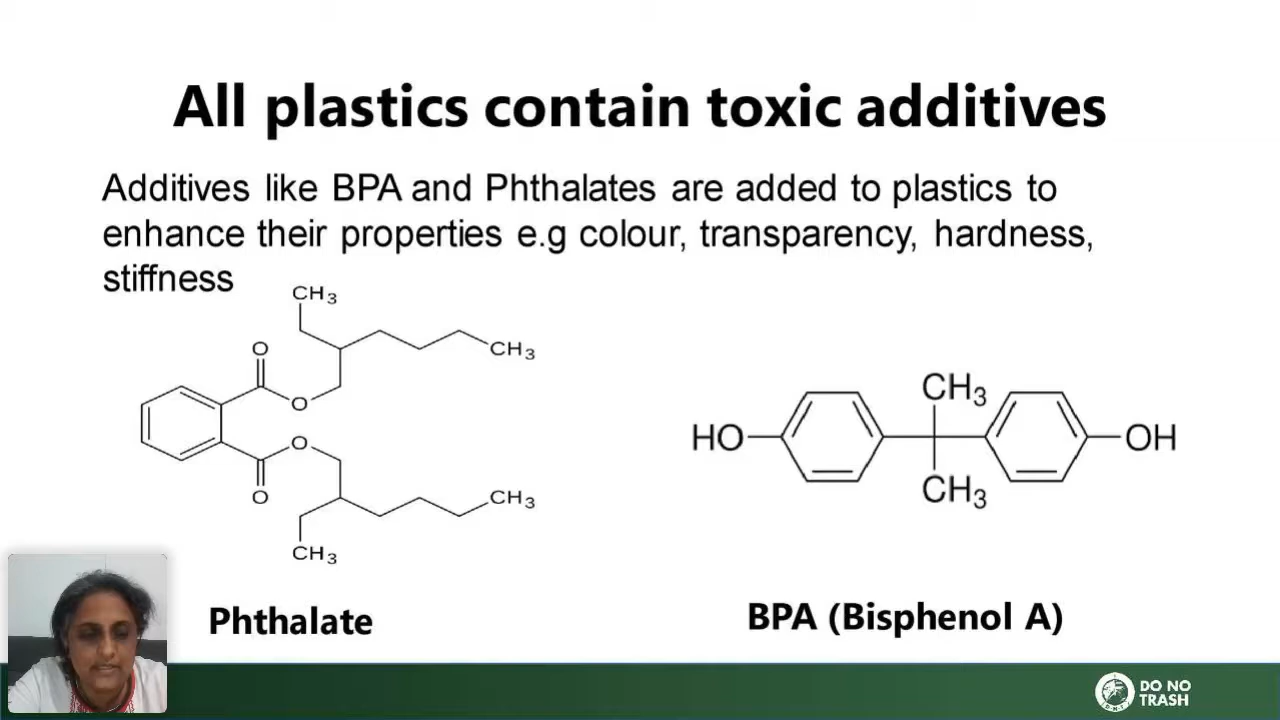 All plastics contain toxic additives
Additives like BPA and Phthalates are added to plastics to
enhance their properties e.g colour, transparency, hardness,
stiffness
CH3
O
CH3
O
O
O
CH3
CH3
CH3
HO
OH
CH3
Phthalate
BPA (Bisphenol A)
DO NO
TRASH